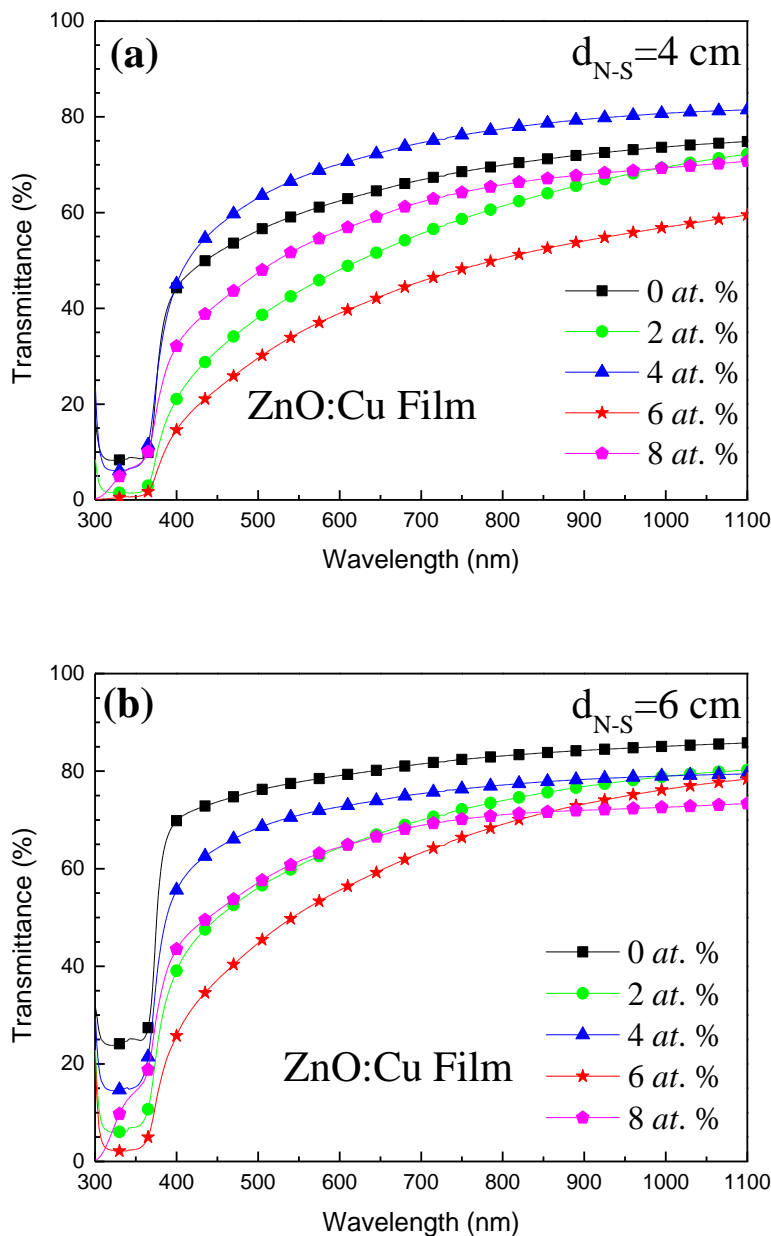 (a)
d_N-S=4 cm
100
80
60
40
20
0
Transmittance (%)
0 at. %
2 at. %
4 at. %
6 at. %
8 at. %
ZnO:Cu Film
300 400 500 600 700 800 900 1000 1100
Wavelength (nm)
(b)
d_N-S=6 cm
100
80
60
40
20
0
Transmittance (%)
0 at. %
2 at. %
4 at. %
6 at. %
8 at. %
ZnO:Cu Film
300 400 500 600 700 800 900 1000 1100
Wavelength (nm)